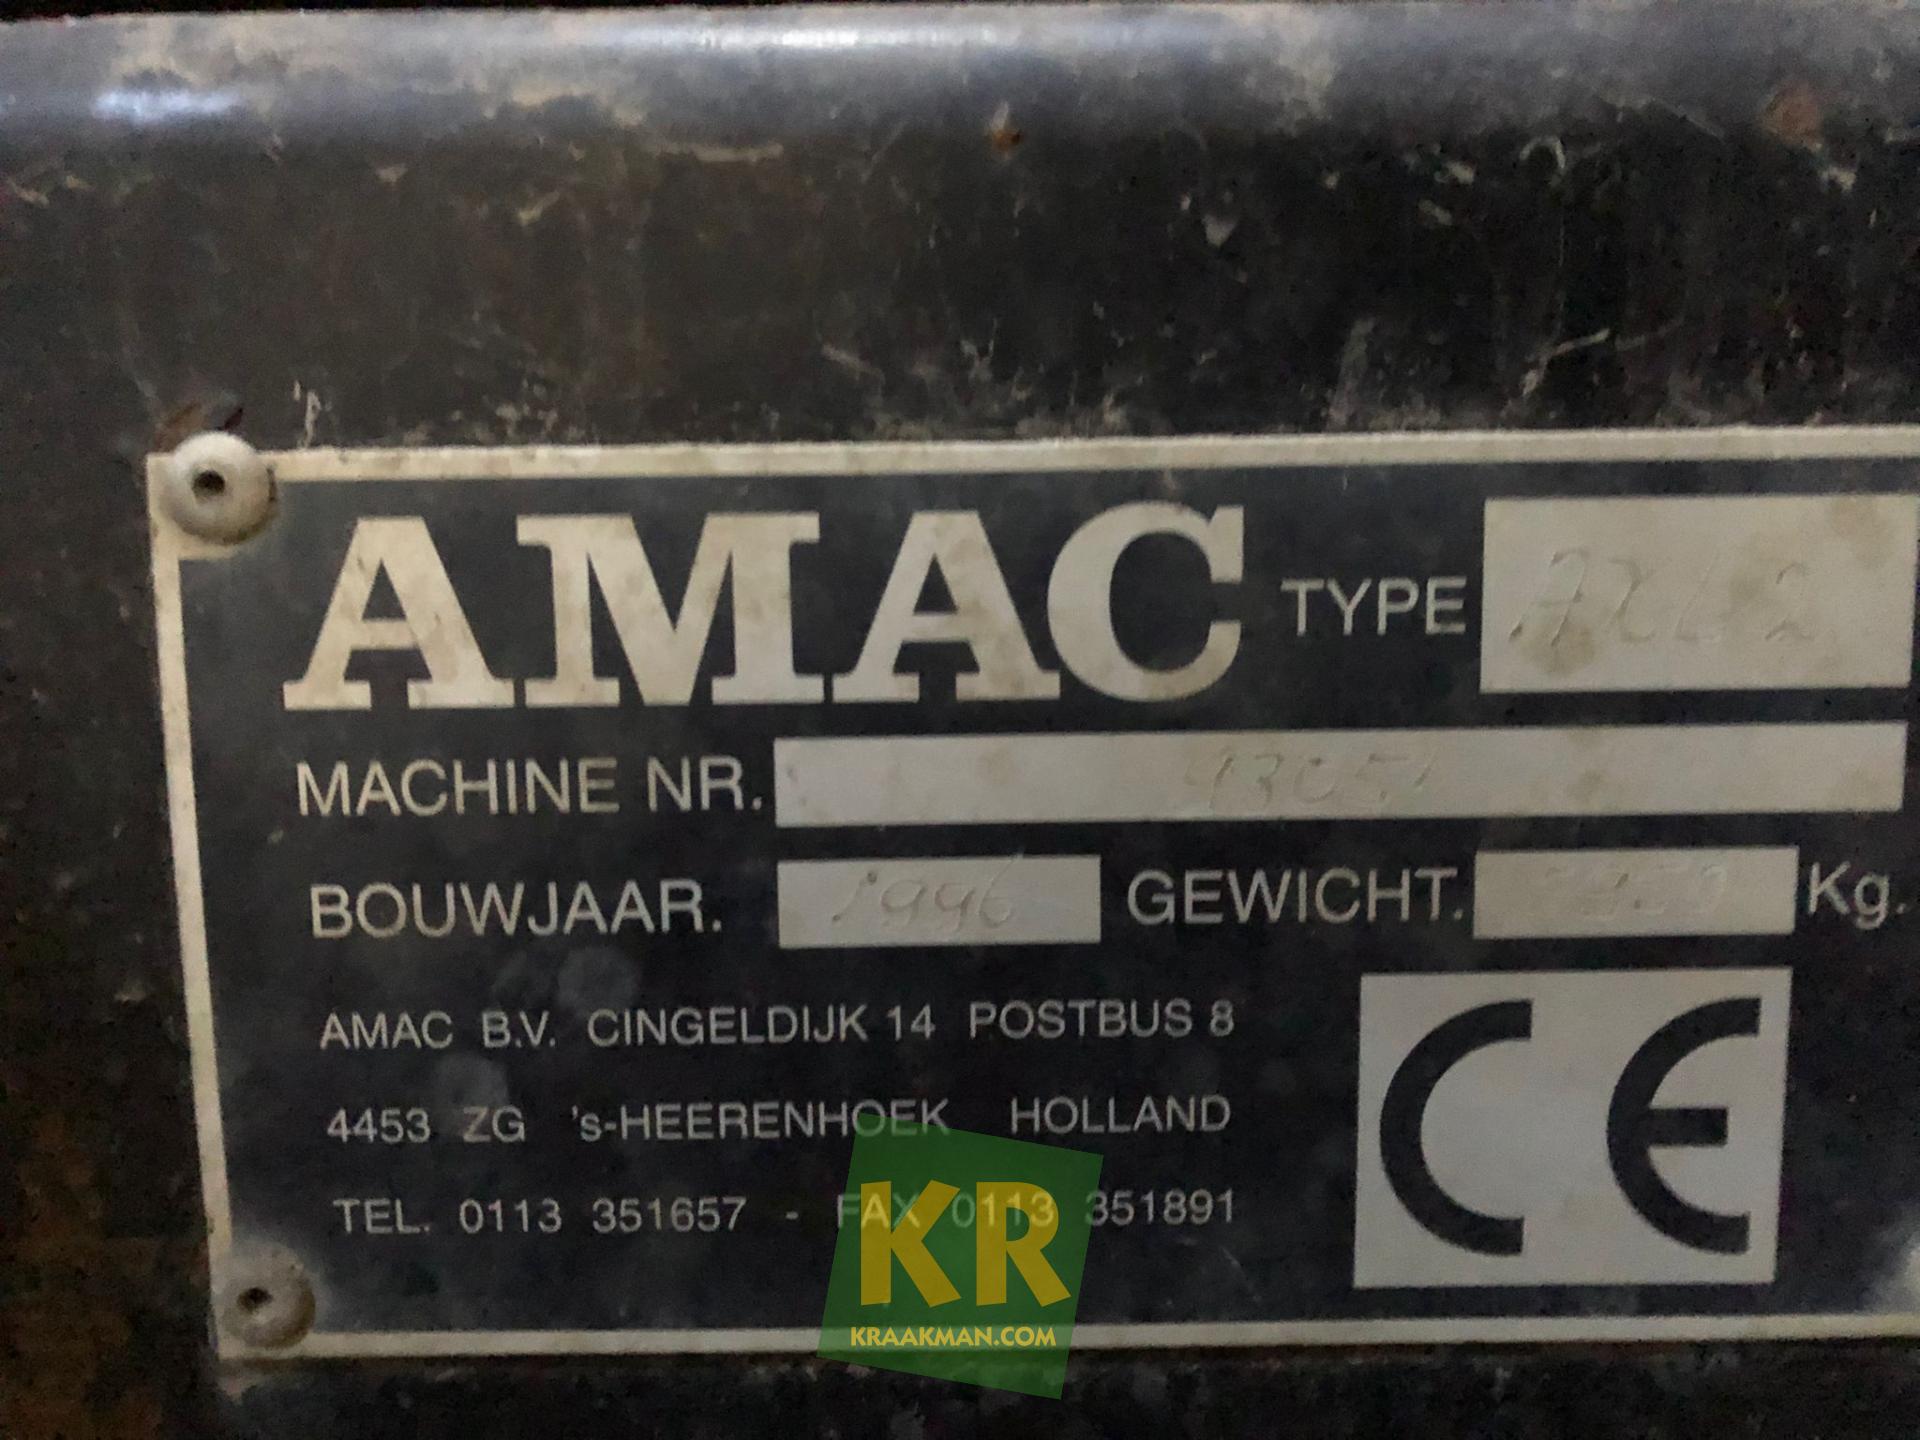 AMAC TYPE AXL2
MACHINE NR.
BOUWJAAR. 1996 GEWICHT. Kg.
AMAC B.V. CINGELDIJK 14 POSTBUS 8
4453 ZG 's-HEERENHOEK HOLLAND
TEL. 0113 351657 - FAX 0113 351891
CE
KR
KRAAKMAN.COM